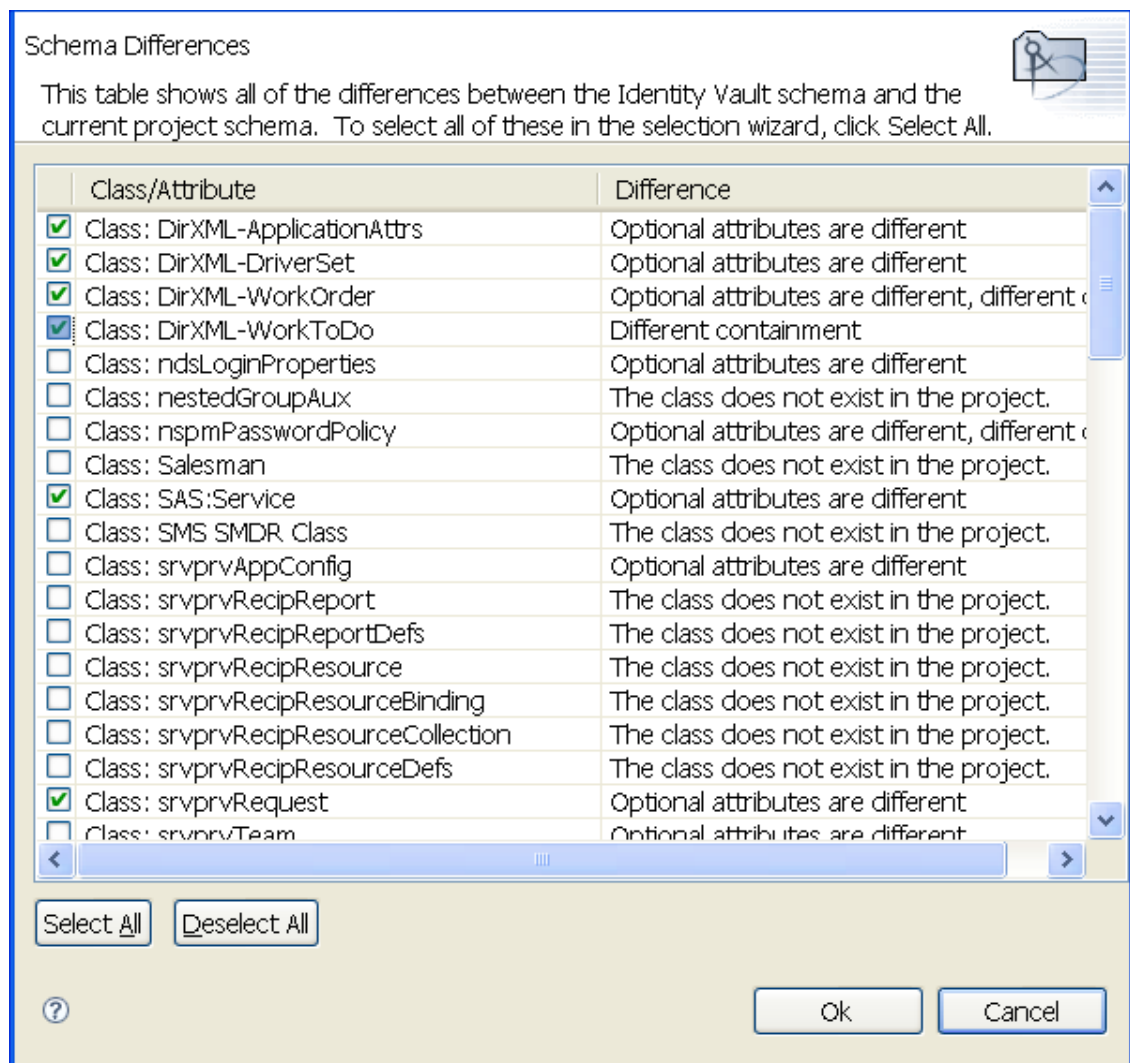 Schema Differences
This table shows all of the differences between the Identity Vault schema and the
current project schema.  To select all of these in the selection wizard, click Select All.
Class/Attribute Difference
Class: DirXML-ApplicationAttrs Optional attributes are different
Class: DirXML-DriverSet Optional attributes are different
Class: DirXML-WorkOrder Optional attributes are different, different
Class: DirXML-WorkToDo Different containment
Class: ndsLoginProperties Optional attributes are different
Class: nestedGroupAux The class does not exist in the project.
Class: nspmPasswordPolicy Optional attributes are different, different
Class: Salesman The class does not exist in the project.
Class: SAS:Service Optional attributes are different
Class: SMS SMDR Class The class does not exist in the project.
Class: srvprvAppConfig Optional attributes are different
Class: srvprvRecipReport The class does not exist in the project.
Class: srvprvRecipReportDefs The class does not exist in the project.
Class: srvprvRecipResource The class does not exist in the project.
Class: srvprvRecipResourceBinding The class does not exist in the project.
Class: srvprvRecipResourceCollection The class does not exist in the project.
Class: srvprvRecipResourceDefs The class does not exist in the project.
Class: srvprvRequest Optional attributes are different
Class: srvprvTeam Optional attributes are different
Select All Deselect All
? Ok Cancel